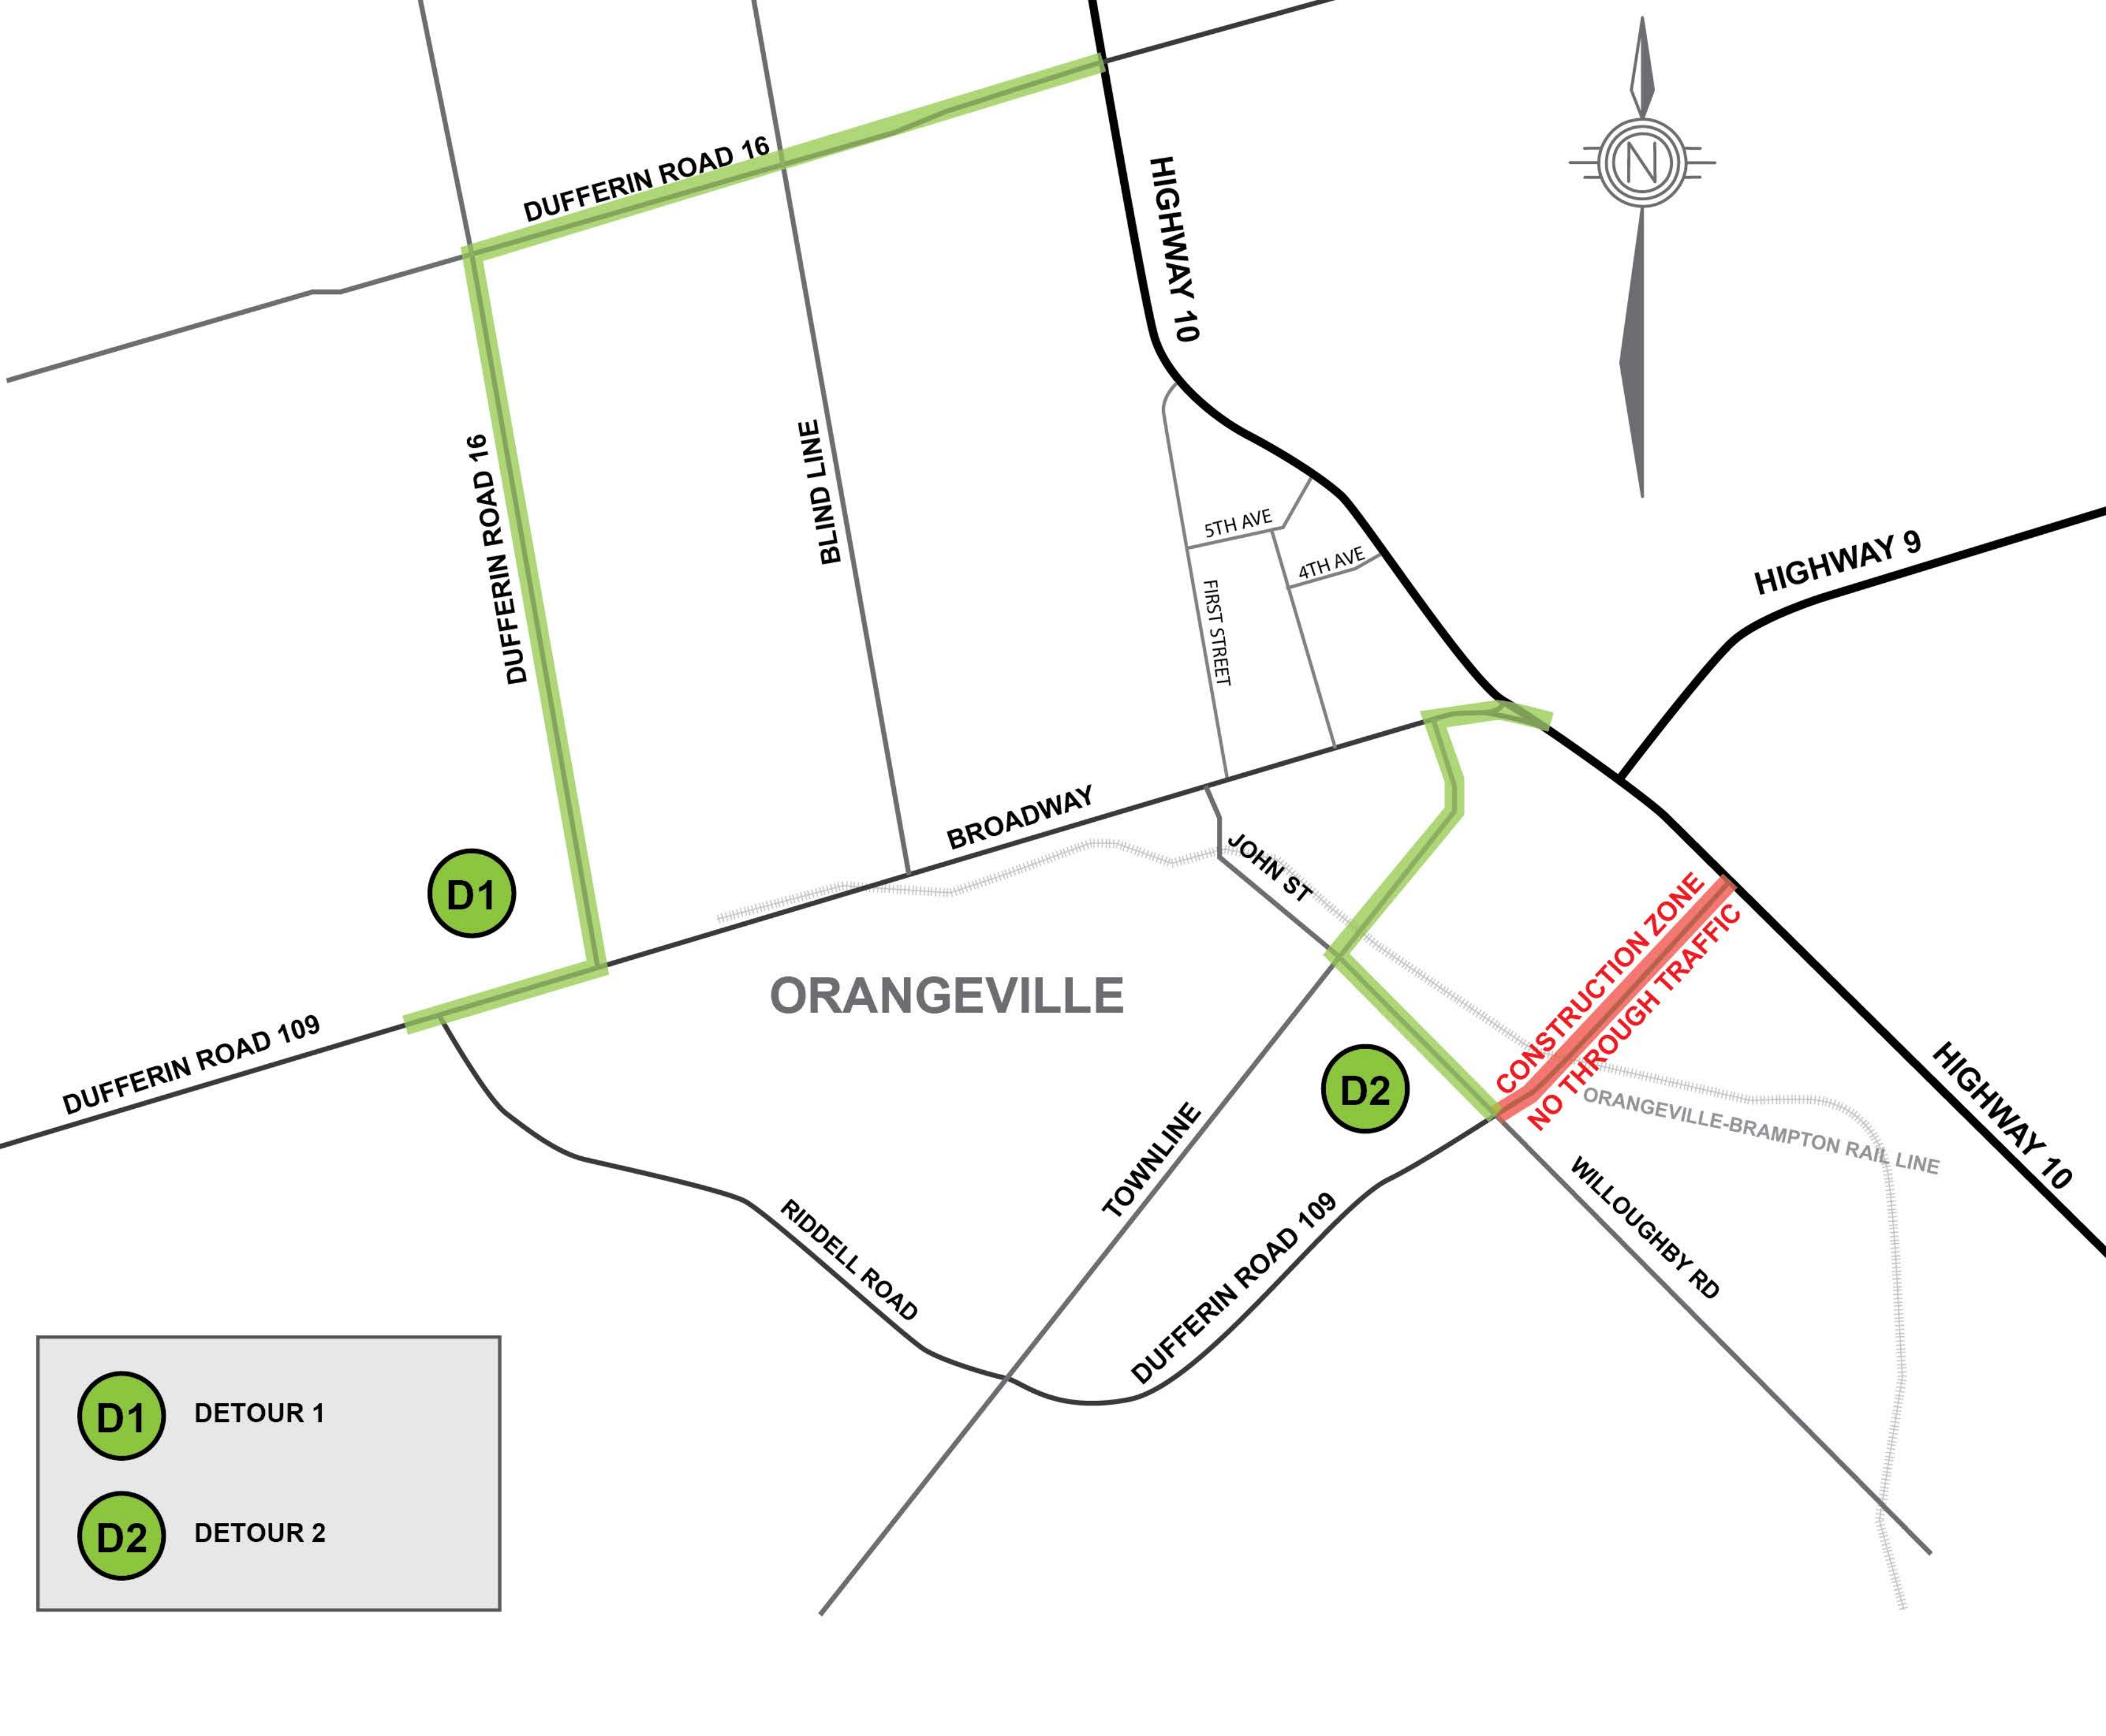 DUFFERIN ROAD 16
HIGHWAY 10
N
DUFFERIN ROAD 16
BLIND LINE
5TH AVE
4TH AVE
FIRST STREET
HIGHWAY 9
BROADWAY
JOHN ST
D1
ORANGEVILLE
DUFFERIN ROAD 109
CONSTRUCTION ZONE
NO THROUGH TRAFFIC
D2
ORANGEVILLE-BRAMPTON RAIL LINE
HIGHWAY 10
TOWNLINE
RIDDELL ROAD
DUFFERIN ROAD 109
WILLOUGHBY RD
D1 DETOUR 1
D2 DETOUR 2